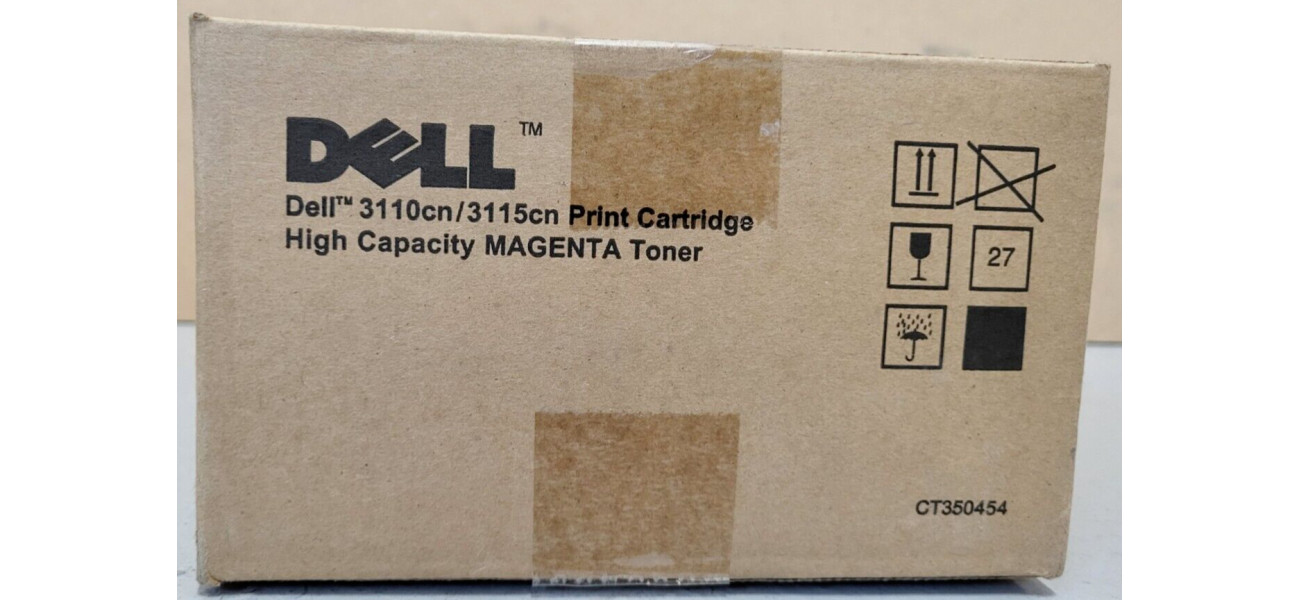 DELL™
Dell™ 3110cn/3115cn Print Cartridge
High Capacity MAGENTA Toner
27
CT350454